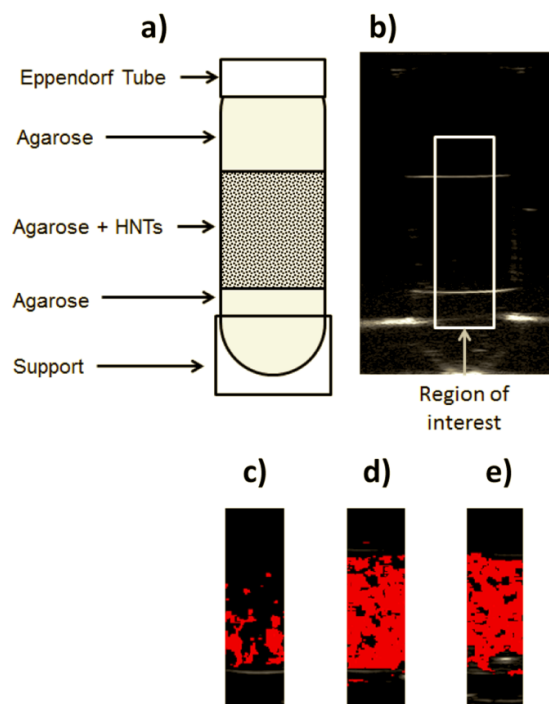 a)
b)
Eppendorf Tube
Agarose
Agarose + HNTs
Agarose
Support
Region of
interest
c)
d)
e)